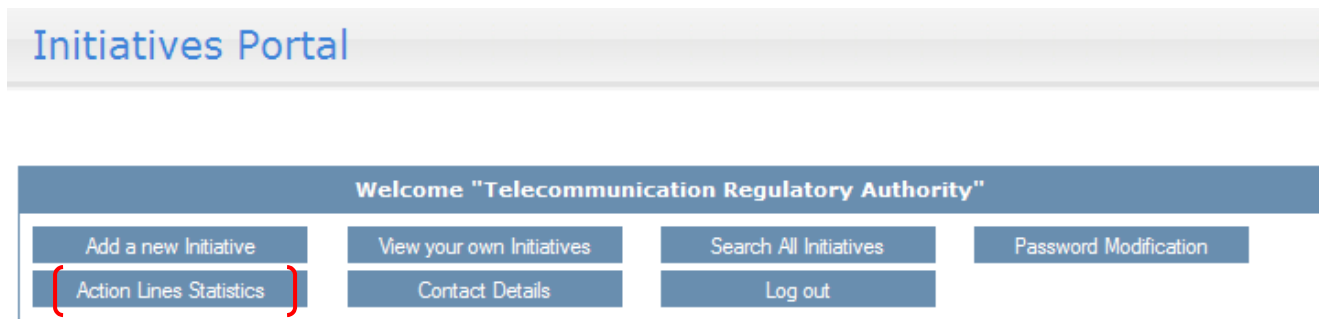 Initiatives Portal
Welcome "Telecommunication Regulatory Authority"
Add a new Initiative View your own Initiatives Search All Initiatives Password Modification
Action Lines Statistics Contact Details Log out